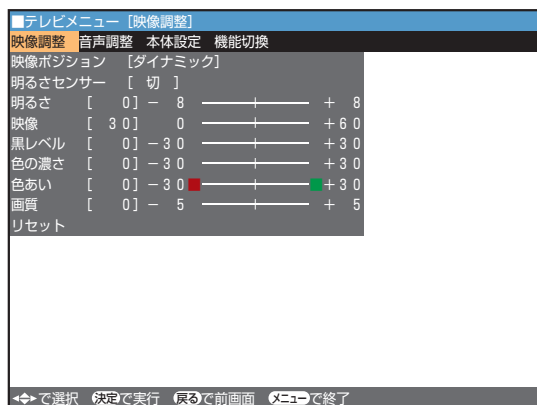 ■テレビメニュー［映像調整］
映像調整 音声調整 本体設定 機能切換
映像ポジション ［ダイナミック］
明るさセンサー ［ 切 ］
明るさ ［ 0］－ 8 ＋ 8
映像 ［ 30］ 0 ＋60
黒レベル ［ 0］－30 ＋30
色の濃さ ［ 0］－30 ＋30
色あい ［ 0］－30 ＋30
画質 ［ 0］－ 5 ＋ 5
リセット
で選択 決定で実行 戻るで前画面 メニューで終了